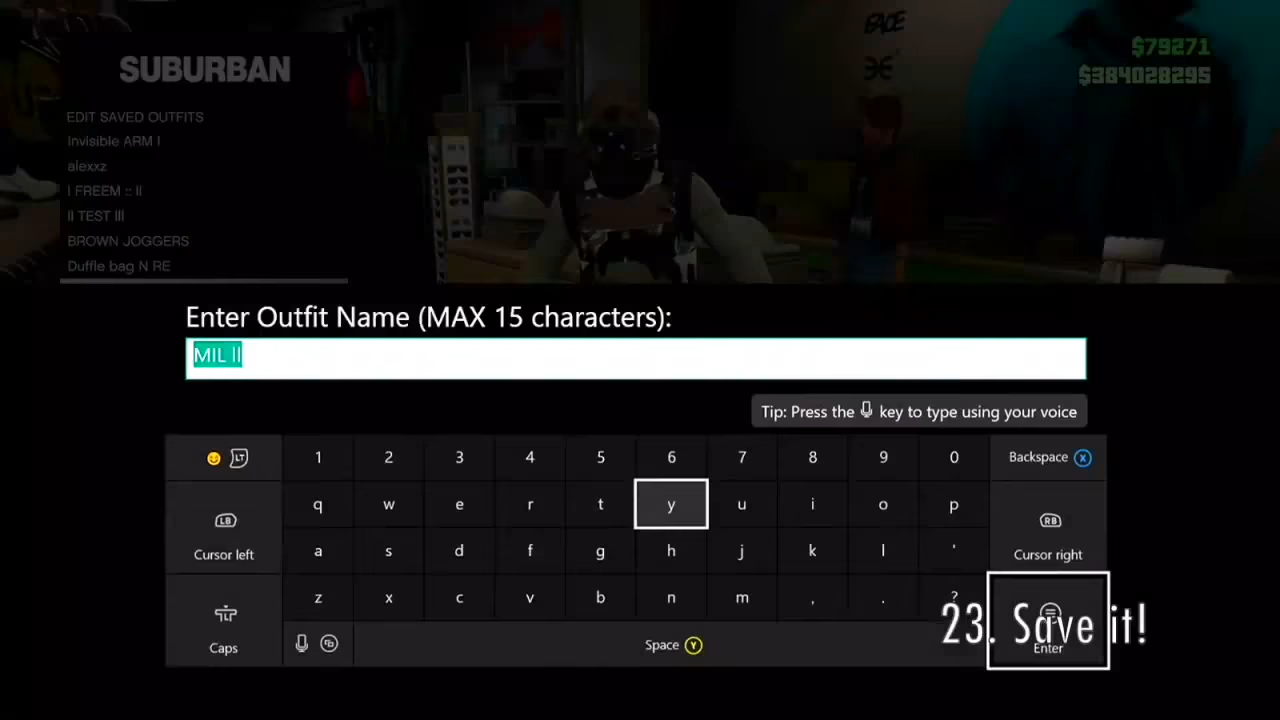 SUBURBAN
$79271
$384028295
EDIT SAVED OUTFITS
Invisible ARM I
alexxz
I FREEM :: II
II TEST III
BROWN JOGGERS
Duffle bag N RE
Enter Outfit Name (MAX 15 characters):
MIL II
Tip: Press the key to type using your voice
LT 1 2 3 4 5 6 7 8 9 0 Backspace X
LB q w e r t y u i o p RB
Cursor left a s d f g h j k l ' Cursor right
z x c v b n m , . ?
Caps Space Y Enter
23. Save it!